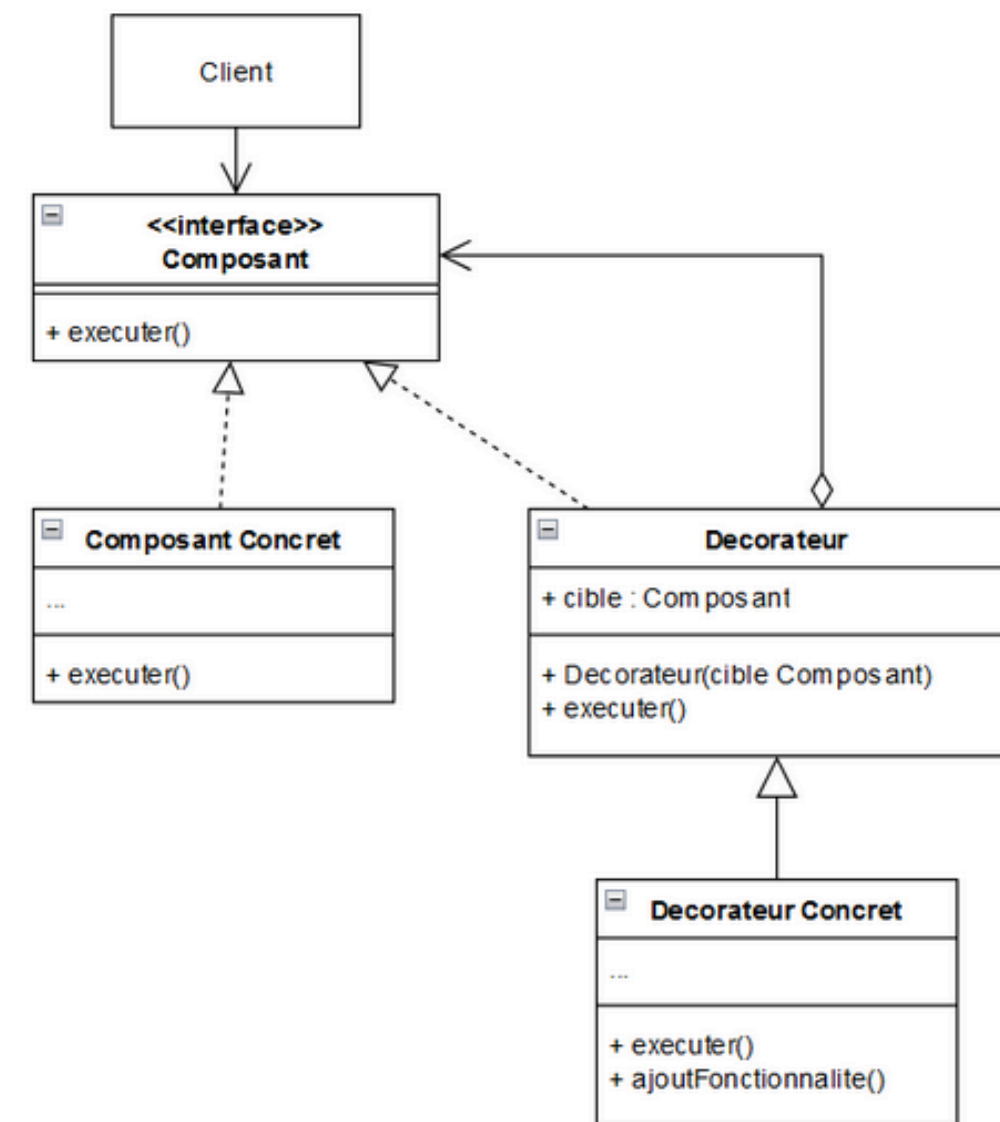 Client
<<interface>>
Composant
+ executer()
Composant Concret
...
+ executer()
Decorateur
+ cible : Composant
+ Decorateur(cible Composant)
+ executer()
Decorateur Concret
...
+ executer()
+ ajoutFonctionnalite()